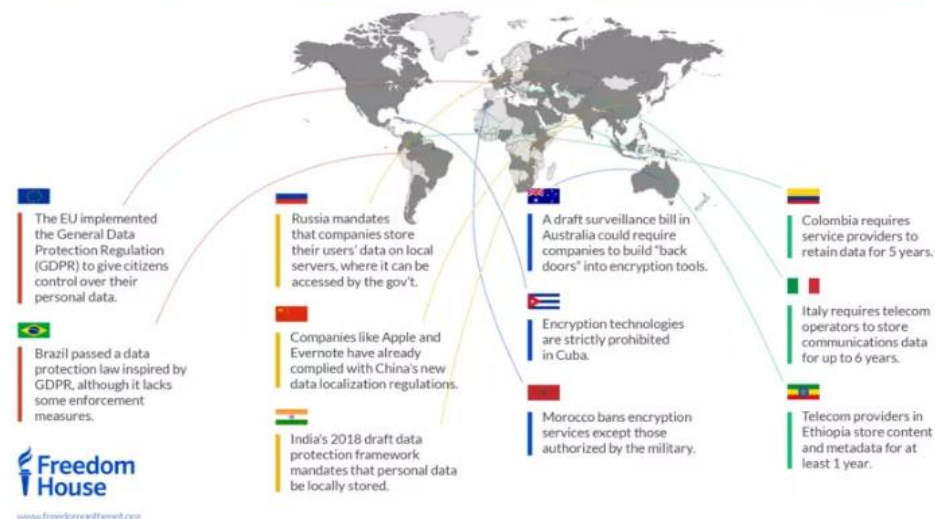 The EU implemented
the General Data
Protection Regulation
(GDPR) to give citizens
control over their
personal data.
Brazil passed a data
protection law inspired by
GDPR, although it lacks
some enforcement
measures.
Russia mandates
that companies store
their users' data on local
servers, where it can be
accessed by the gov't.
Companies like Apple and
Evernote have already
complied with China's new
data localization regulations.
India's 2018 draft data
protection framework
mandates that personal data
be locally stored.
A draft surveillance bill in
Australia could require
companies to build "back
doors" into encryption tools.
Encryption technologies
are strictly prohibited
in Cuba.
Morocco bans encryption
services except those
authorized by the military.
Colombia requires
service providers to
retain data for 5 years.
Italy requires telecom
operators to store
communications data
for up to 6 years.
Telecom providers in
Ethiopia store content
and metadata for at
least 1 year.
Freedom
House
www.freedomonthenet.org